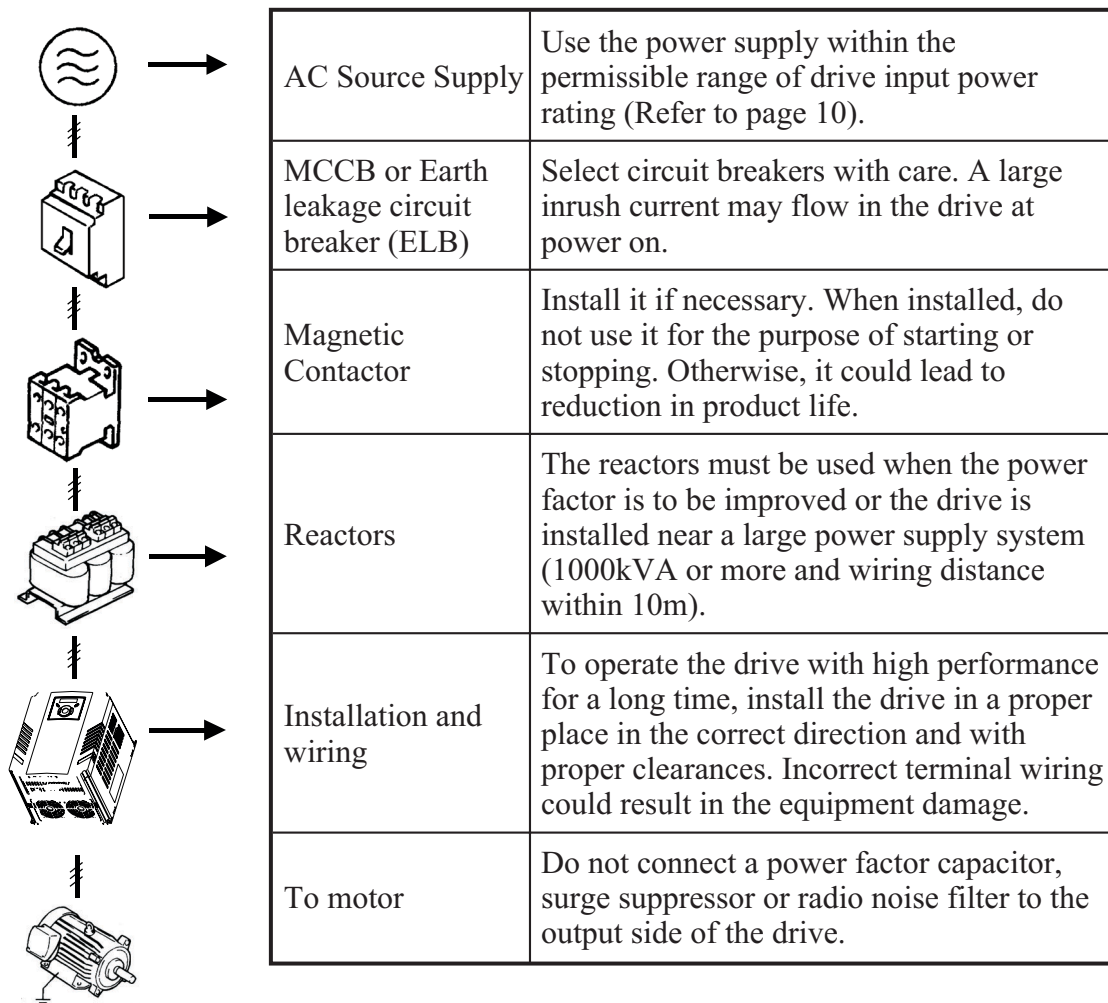 AC Source Supply
Use the power supply within the
permissible range of drive input power
rating (Refer to page 10).
MCCB or Earth
leakage circuit
breaker (ELB)
Select circuit breakers with care. A large
inrush current may flow in the drive at
power on.
Magnetic
Contactor
Install it if necessary. When installed, do
not use it for the purpose of starting or
stopping. Otherwise, it could lead to
reduction in product life.
Reactors
The reactors must be used when the power
factor is to be improved or the drive is
installed near a large power supply system
(1000kVA or more and wiring distance
within 10m).
Installation and
wiring
To operate the drive with high performance
for a long time, install the drive in a proper
place in the correct direction and with
proper clearances. Incorrect terminal wiring
could result in the equipment damage.
To motor
Do not connect a power factor capacitor,
surge suppressor or radio noise filter to the
output side of the drive.